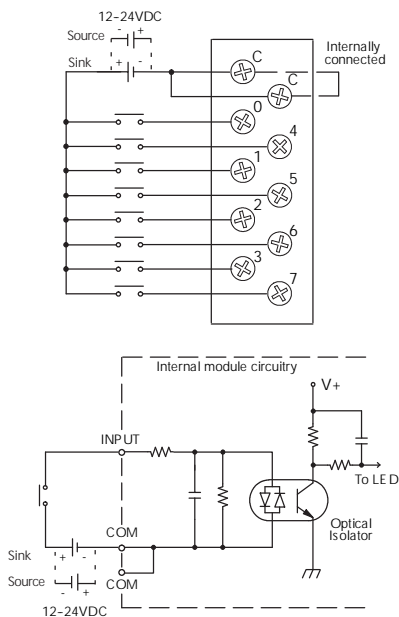 12-24VDC
Source
- +
Sink
+ -
Internally
connected
C
C
0
4
1
5
2
6
3
7
Internal module circuitry
V+
INPUT
To LED
Optical
Isolator
COM
Sink
+ -
Source
COM
- +
12-24VDC